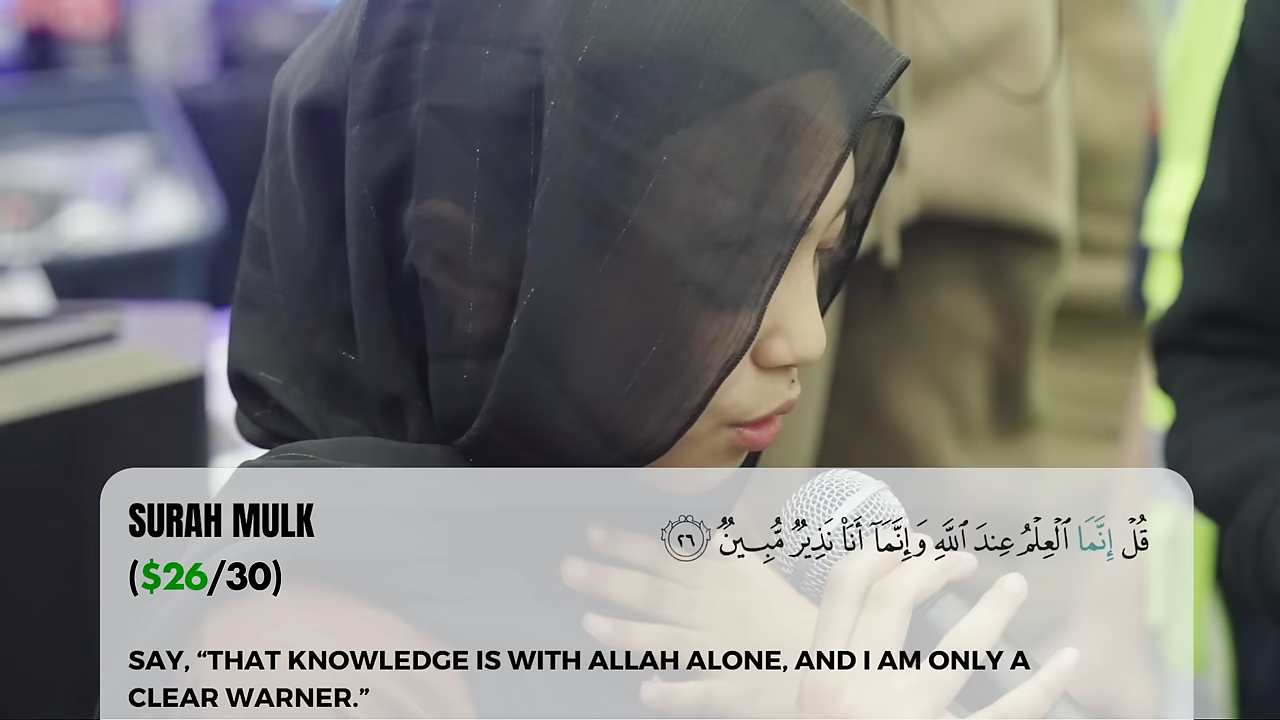 SURAH MULK
($26/30)
قُلْ إِنَّمَا ٱلْعِلْمُ عِندَ ٱللَّهِ وَإِنَّمَآ أَنَا۠ نَذِيرٌ مُّبِينٌ ٢٦
SAY, “THAT KNOWLEDGE IS WITH ALLAH ALONE, AND I AM ONLY A
CLEAR WARNER.”